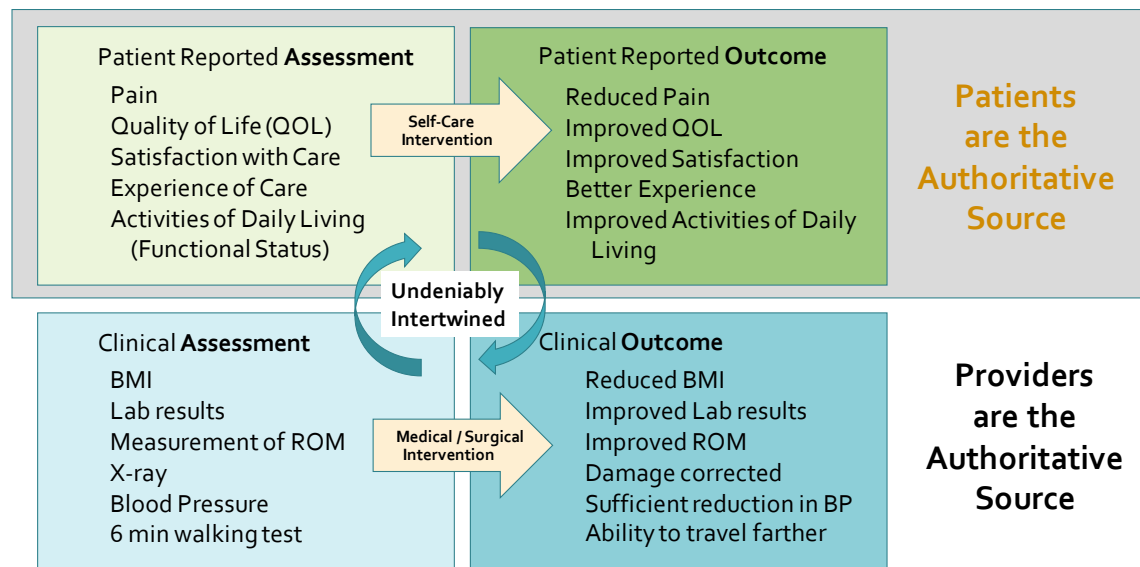 Patient Reported Assessment
Pain
Quality of Life (QOL)
Satisfaction with Care
Experience of Care
Activities of Daily Living
(Functional Status)
Self-Care
Intervention
Patient Reported Outcome
Reduced Pain
Improved QOL
Improved Satisfaction
Better Experience
Improved Activities of Daily
Living
Patients
are the
Authoritative
Source
Undeniably
Intertwined
Clinical Assessment
BMI
Lab results
Measurement of ROM
X-ray
Blood Pressure
6 min walking test
Medical / Surgical
Intervention
Clinical Outcome
Reduced BMI
Improved Lab results
Improved ROM
Damage corrected
Sufficient reduction in BP
Ability to travel farther
Providers
are the
Authoritative
Source